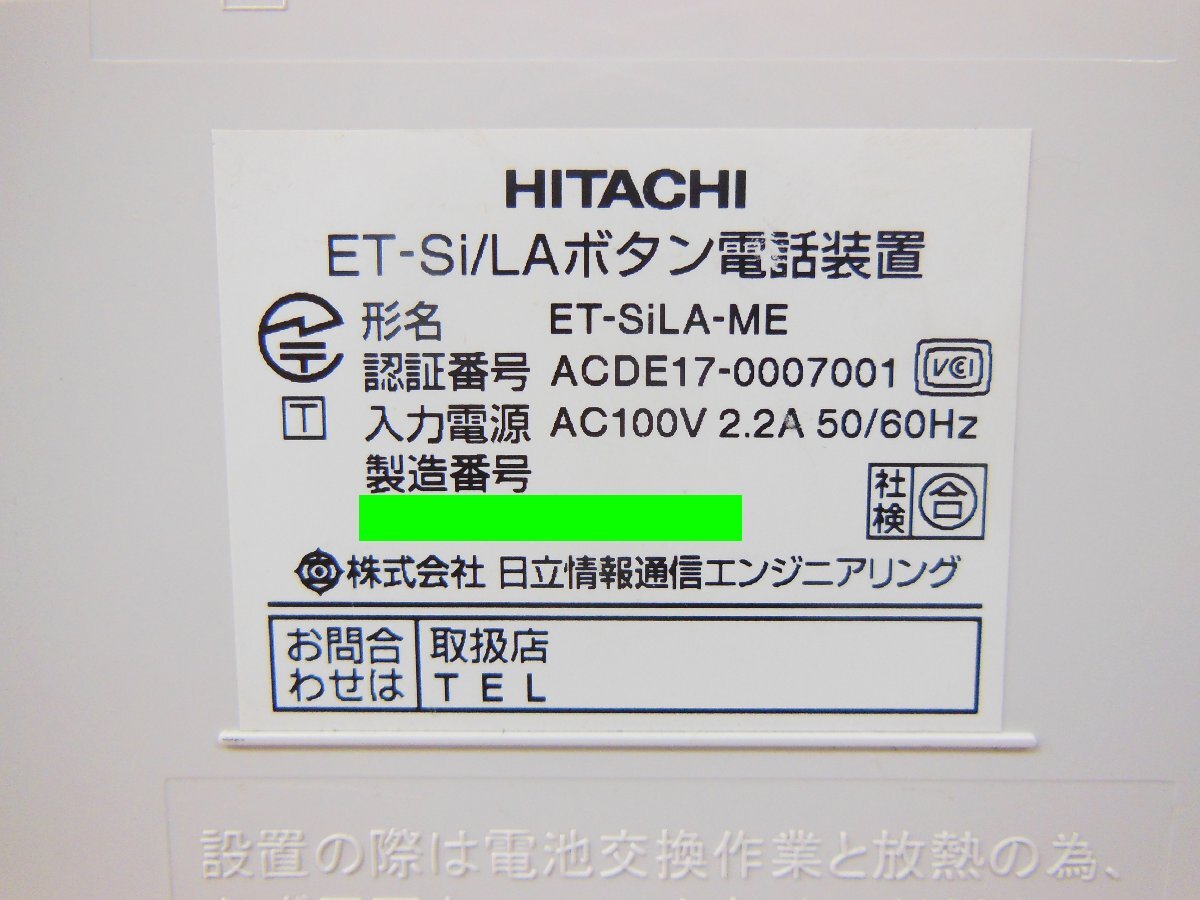 HITACHI
ET-Si/LAボタン電話装置
形名 ET-SiLA-ME
認証番号 ACDE17-0007001
VCI
T
入力電源 AC100V 2.2A 50/60Hz
製造番号
社検 合
株式会社 日立情報通信エンジニアリング
お問合わせは
取扱店
TEL
設置の際は電池交換作業と放熱の為、